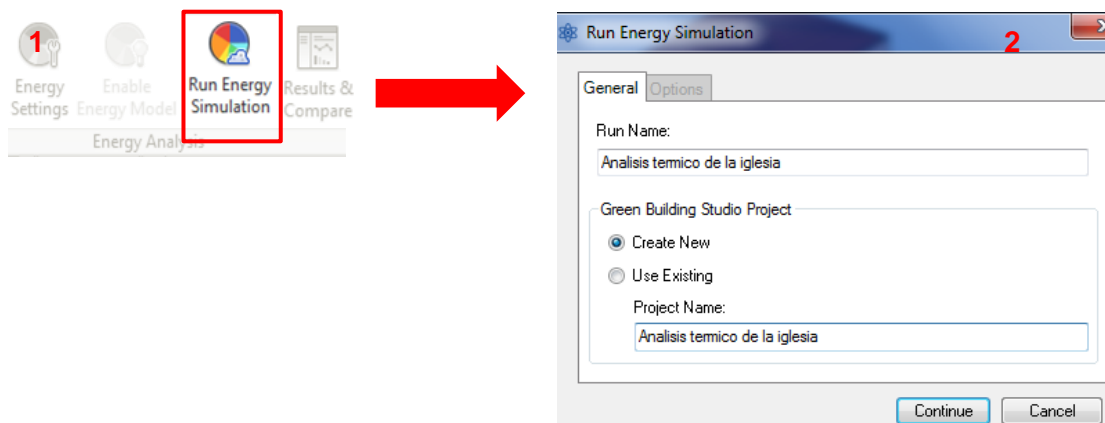 1
Energy Settings
Enable Energy Model
Run Energy Simulation
Results & Compare
Energy Analysis
Run Energy Simulation
2
General
Options
Run Name:
Analisis termico de la iglesia
Green Building Studio Project
Create New
Use Existing
Project Name:
Analisis termico de la iglesia
Continue
Cancel